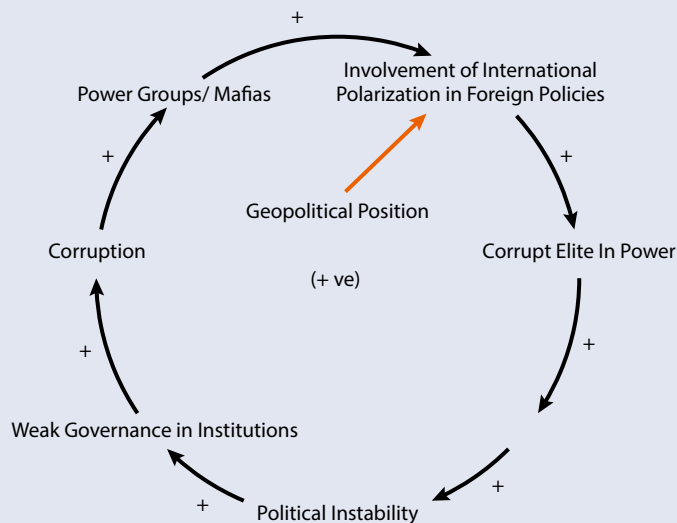 +
Power Groups/ Mafias
Involvement of International
Polarization in Foreign Policies
+
+
Geopolitical Position
Corruption
Corrupt Elite In Power
(+ ve)
+
+
Weak Governance in Institutions
+
+
Political Instability